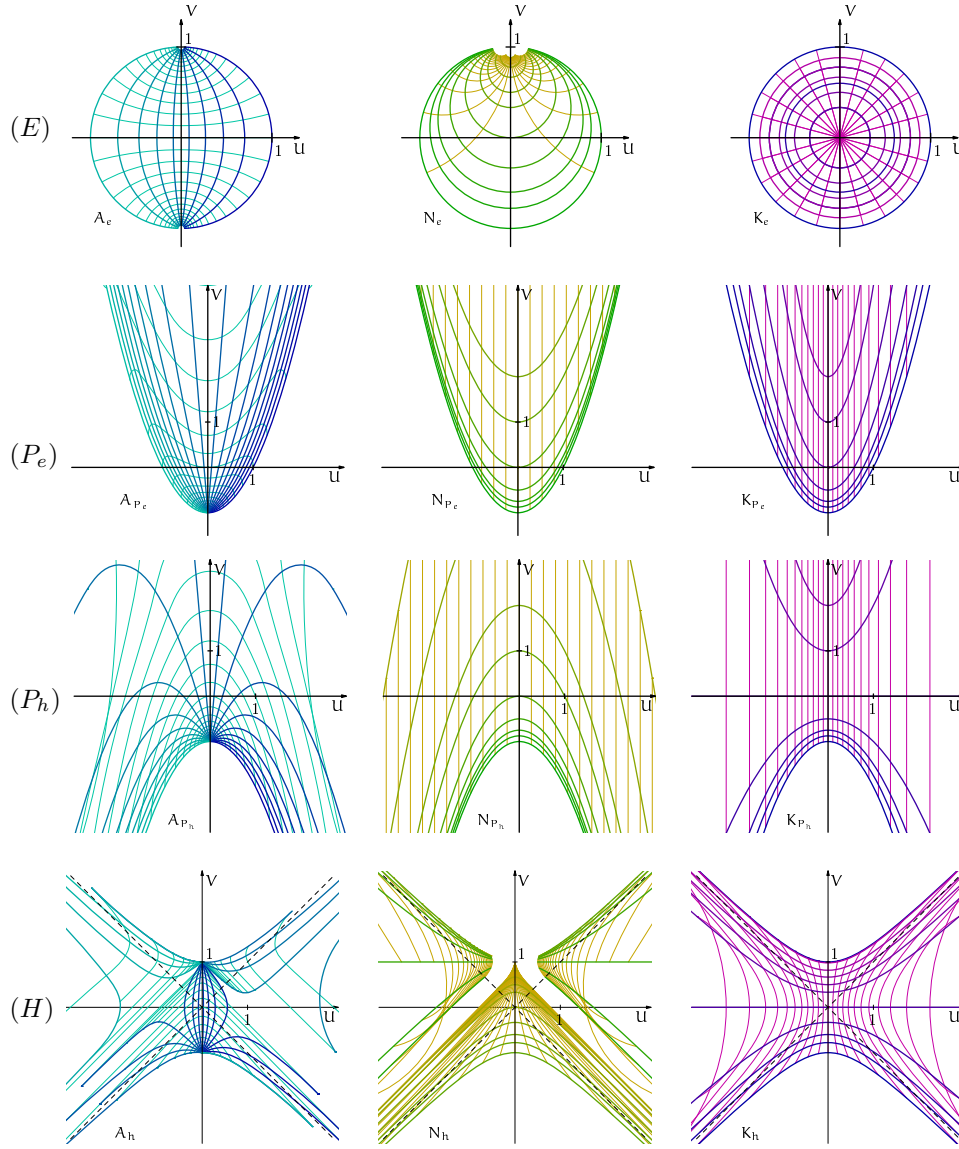 V V V
1 1 1
(E) u u u
1 1 1
A_e N_e K_e
V V V
1 1
(P_e) u u u
1 1 1
A_{P_e} N_{P_e} K_{P_e}
V V V
1 1 1
(P_h) u u u
1 1 1
A_{P_h} N_{P_h} K_{P_h}
V V V
1 1 1
(H) u u u
1 1 1
A_h N_h K_h